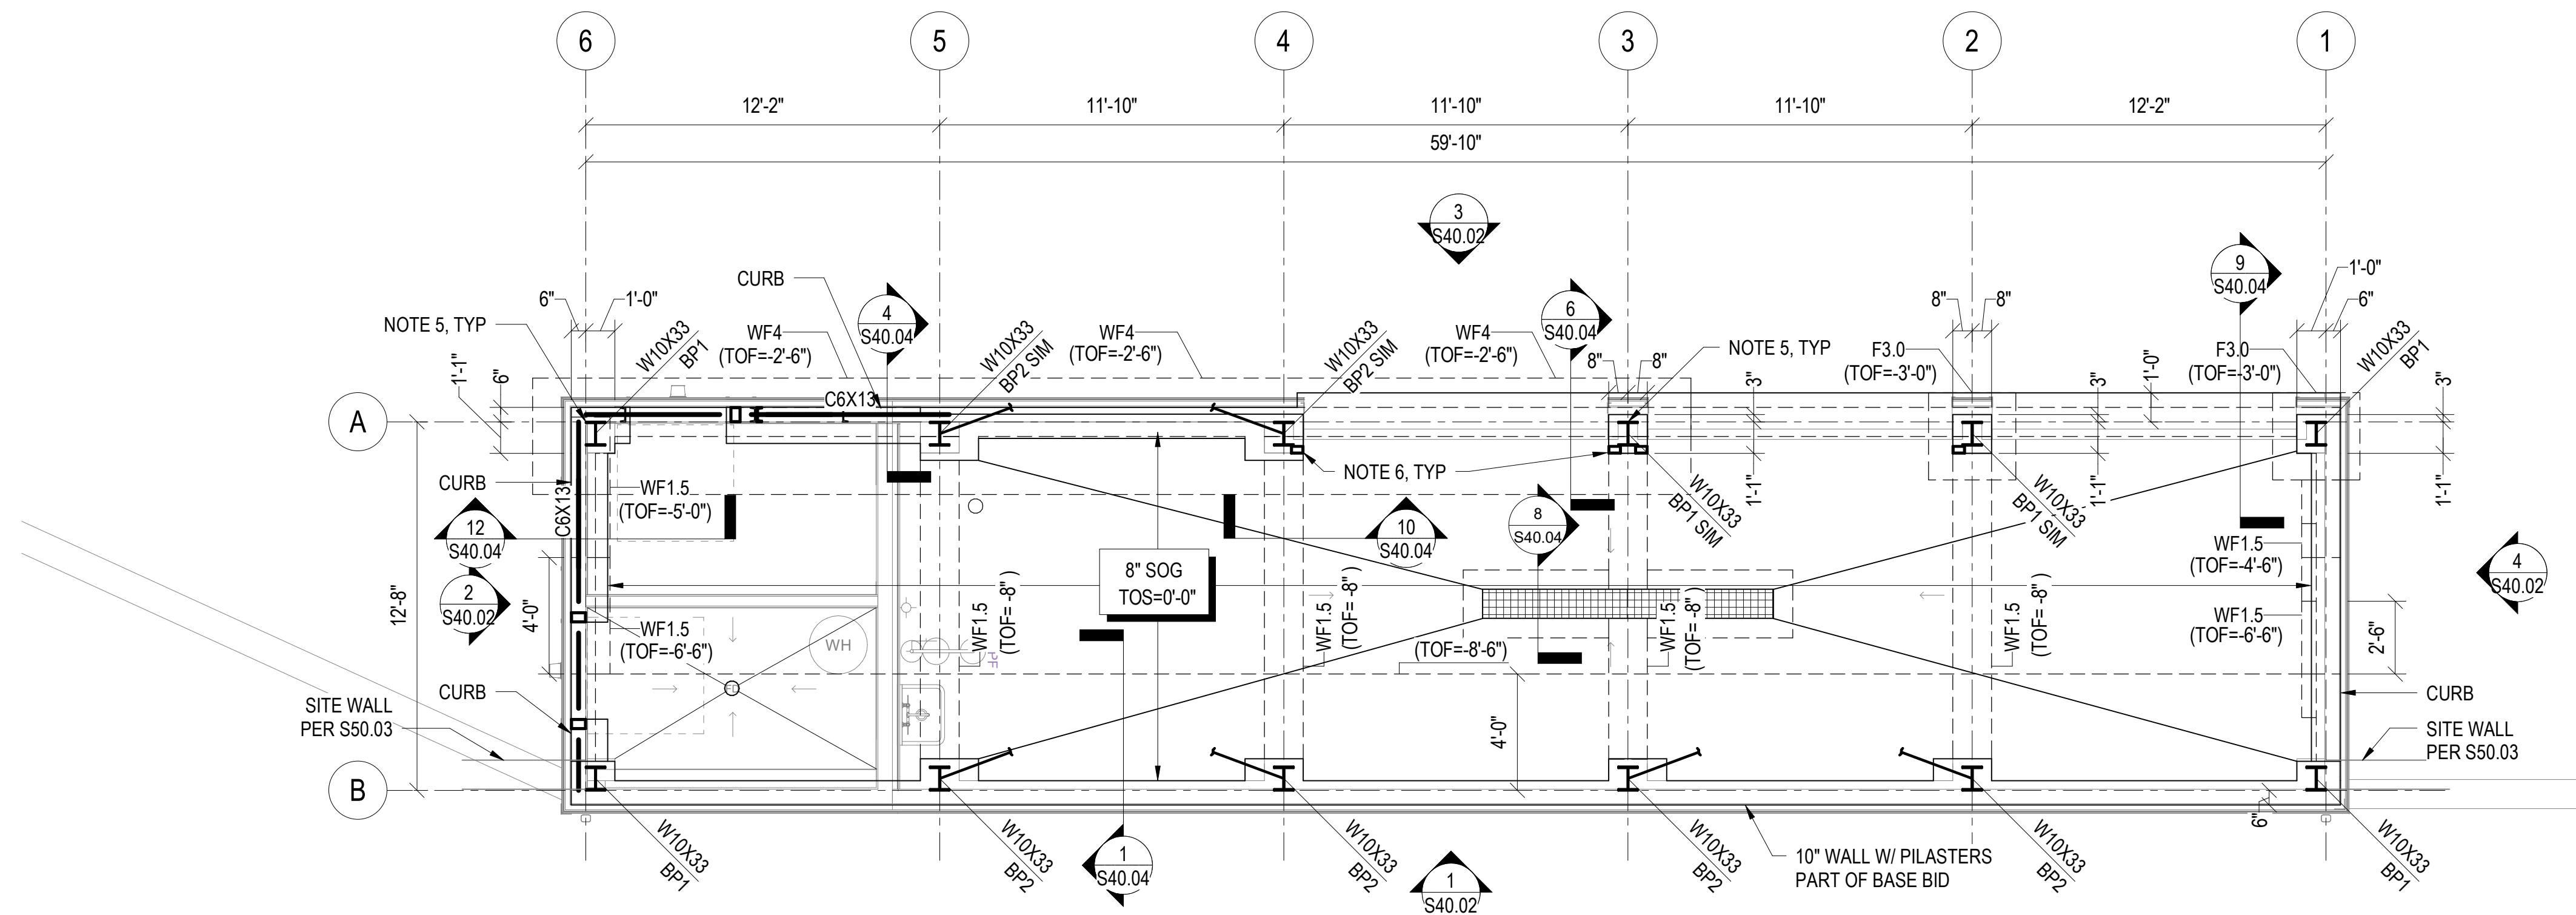 6
5
4
3
2
1
12'-2"
11'-10"
11'-10"
11'-10"
12'-2"
59'-10"
3
S40.02
9
S40.04
1'-0"
6"
CURB
4
S40.04
6
S40.04
6"
1'-0"
8"
8"
NOTE 5, TYP
W10X33
BP1
WF4
(TOF=-2'-6")
W10X33
BP2 SIM
WF4
(TOF=-2'-6")
W10X33
BP2 SIM
WF4
(TOF=-2'-6")
8"
8"
NOTE 5, TYP
F3.0
(TOF=-3'-0")
F3.0
(TOF=-3'-0")
W10X33
BP1
1'-1"
6"
3"
3"
1'-0"
3"
C6X13
A
NOTE 6, TYP
CURB
WF1.5
(TOF=-5'-0")
C6X13
1'-1"
1'-1"
1'-1"
W10X33
BP1 SIM
W10X33
BP1 SIM
12
S40.04
10
S40.04
8
S40.04
2
S40.02
4
S40.02
WF1.5
(TOF=-4'-6")
8" SOG
TOS=0'-0"
12'-8"
4'-0"
WF1.5
(TOF=-6'-6")
WH
PF
WF1.5
(TOF= -8" )
WF1.5
(TOF= -8" )
(TOF=-8'-6")
WF1.5
(TOF= -8" )
WF1.5
(TOF= -8" )
WF1.5
(TOF=-6'-6")
2'-6"
CURB
FD
4'-0"
CURB
SITE WALL
PER S50.03
SITE WALL
PER S50.03
B
6"
W10X33
BP1
W10X33
BP2
1
S40.04
W10X33
BP2
1
S40.02
W10X33
BP2
10" WALL W/ PILASTERS
PART OF BASE BID
W10X33
BP2
W10X33
BP1